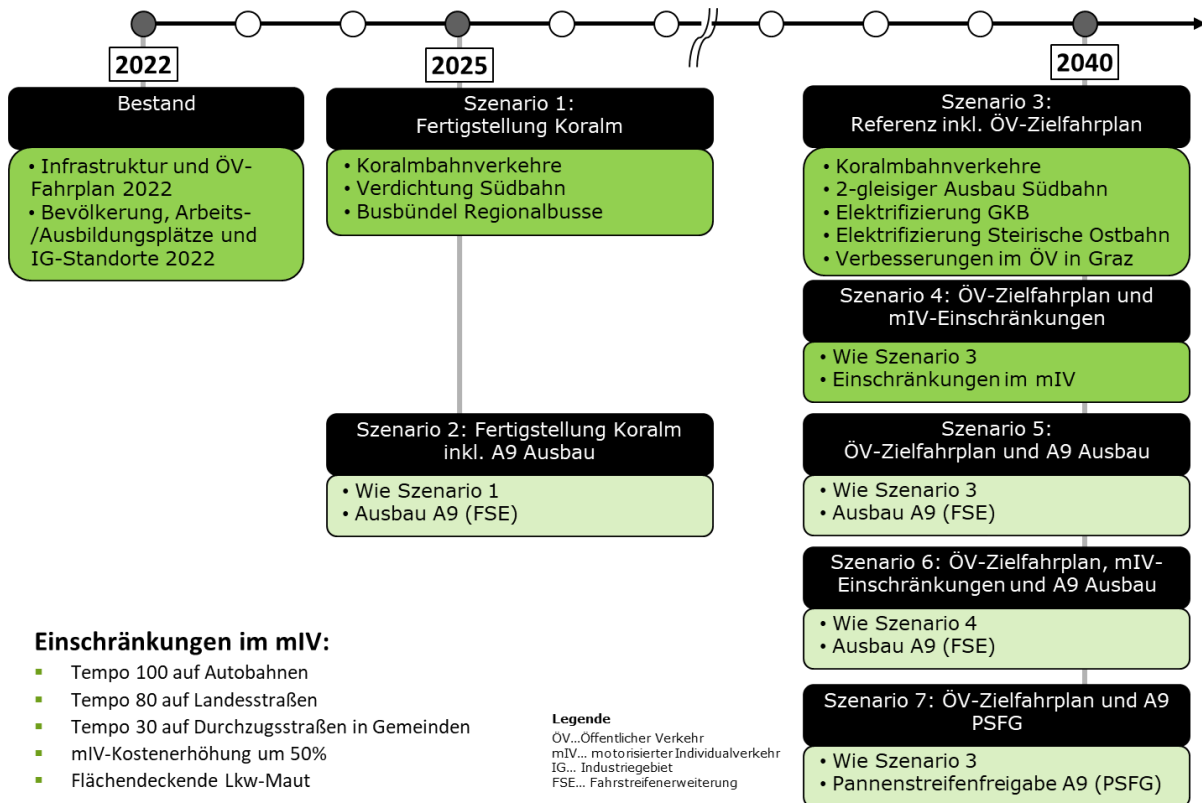 2022
2025
2040
Bestand
• Infrastruktur und ÖV-
Fahrplan 2022
• Bevölkerung, Arbeits-
/Ausbildungsplätze und
IG-Standorte 2022
Szenario 1:
Fertigstellung Koralm
• Koralmbahnverkehre
• Verdichtung Südbahn
• Busbündel Regionalbusse
Szenario 2: Fertigstellung Koralm
inkl. A9 Ausbau
• Wie Szenario 1
• Ausbau A9 (FSE)
Szenario 3:
Referenz inkl. ÖV-Zielfahrplan
• Koralmbahnverkehre
• 2-gleisiger Ausbau Südbahn
• Elektrifizierung GKB
• Elektrifizierung Steirische Ostbahn
• Verbesserungen im ÖV in Graz
Szenario 4: ÖV-Zielfahrplan und
mIV-Einschränkungen
• Wie Szenario 3
• Einschränkungen im mIV
Szenario 5:
ÖV-Zielfahrplan und A9 Ausbau
• Wie Szenario 3
• Ausbau A9 (FSE)
Szenario 6: ÖV-Zielfahrplan, mIV-
Einschränkungen und A9 Ausbau
• Wie Szenario 4
• Ausbau A9 (FSE)
Szenario 7: ÖV-Zielfahrplan und A9
PSFG
• Wie Szenario 3
• Pannenstreifenfreigabe A9 (PSFG)
Einschränkungen im mIV:
▪ Tempo 100 auf Autobahnen
▪ Tempo 80 auf Landesstraßen
▪ Tempo 30 auf Durchzugsstraßen in Gemeinden
▪ mIV-Kostenerhöhung um 50%
▪ Flächendeckende Lkw-Maut
Legende
ÖV...Öffentlicher Verkehr
mIV... motorisierter Individualverkehr
IG... Industriegebiet
FSE... Fahrstreifenerweiterung